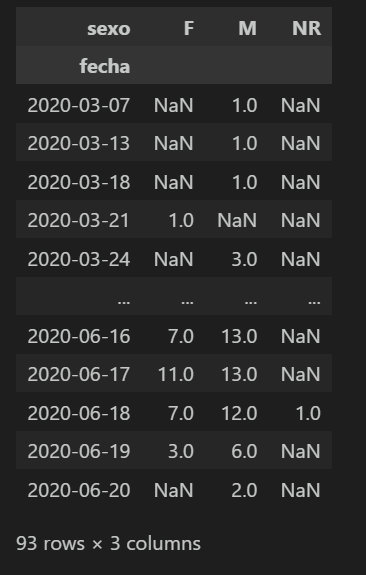 sexo F M NR
fecha
2020-03-07 NaN 1.0 NaN
2020-03-13 NaN 1.0 NaN
2020-03-18 NaN 1.0 NaN
2020-03-21 1.0 NaN NaN
2020-03-24 NaN 3.0 NaN
... ... ... ...
2020-06-16 7.0 13.0 NaN
2020-06-17 11.0 13.0 NaN
2020-06-18 7.0 12.0 1.0
2020-06-19 3.0 6.0 NaN
2020-06-20 NaN 2.0 NaN
93 rows × 3 columns